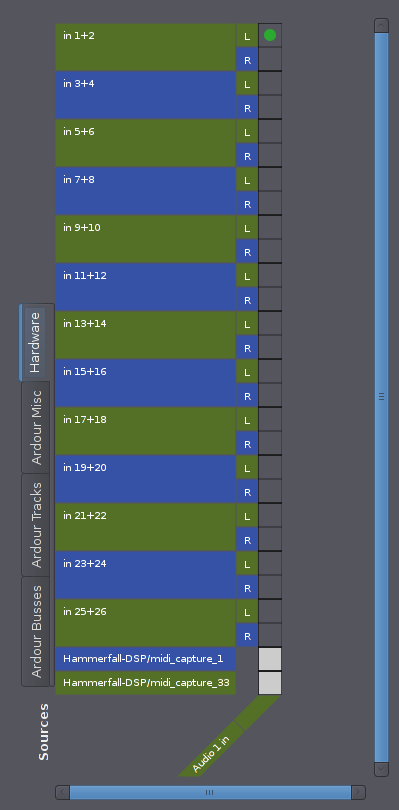 in 1+2
L
R
in 3+4
L
R
in 5+6
L
R
in 7+8
L
R
in 9+10
L
R
in 11+12
L
R
in 13+14
L
R
in 15+16
L
R
in 17+18
L
R
in 19+20
L
R
in 21+22
L
R
in 23+24
L
R
in 25+26
L
R
Hammerfall-DSP/midi_capture_1
Hammerfall-DSP/midi_capture_33
Hardware
Ardour Misc
Ardour Tracks
Ardour Busses
Sources
Audio 1 in